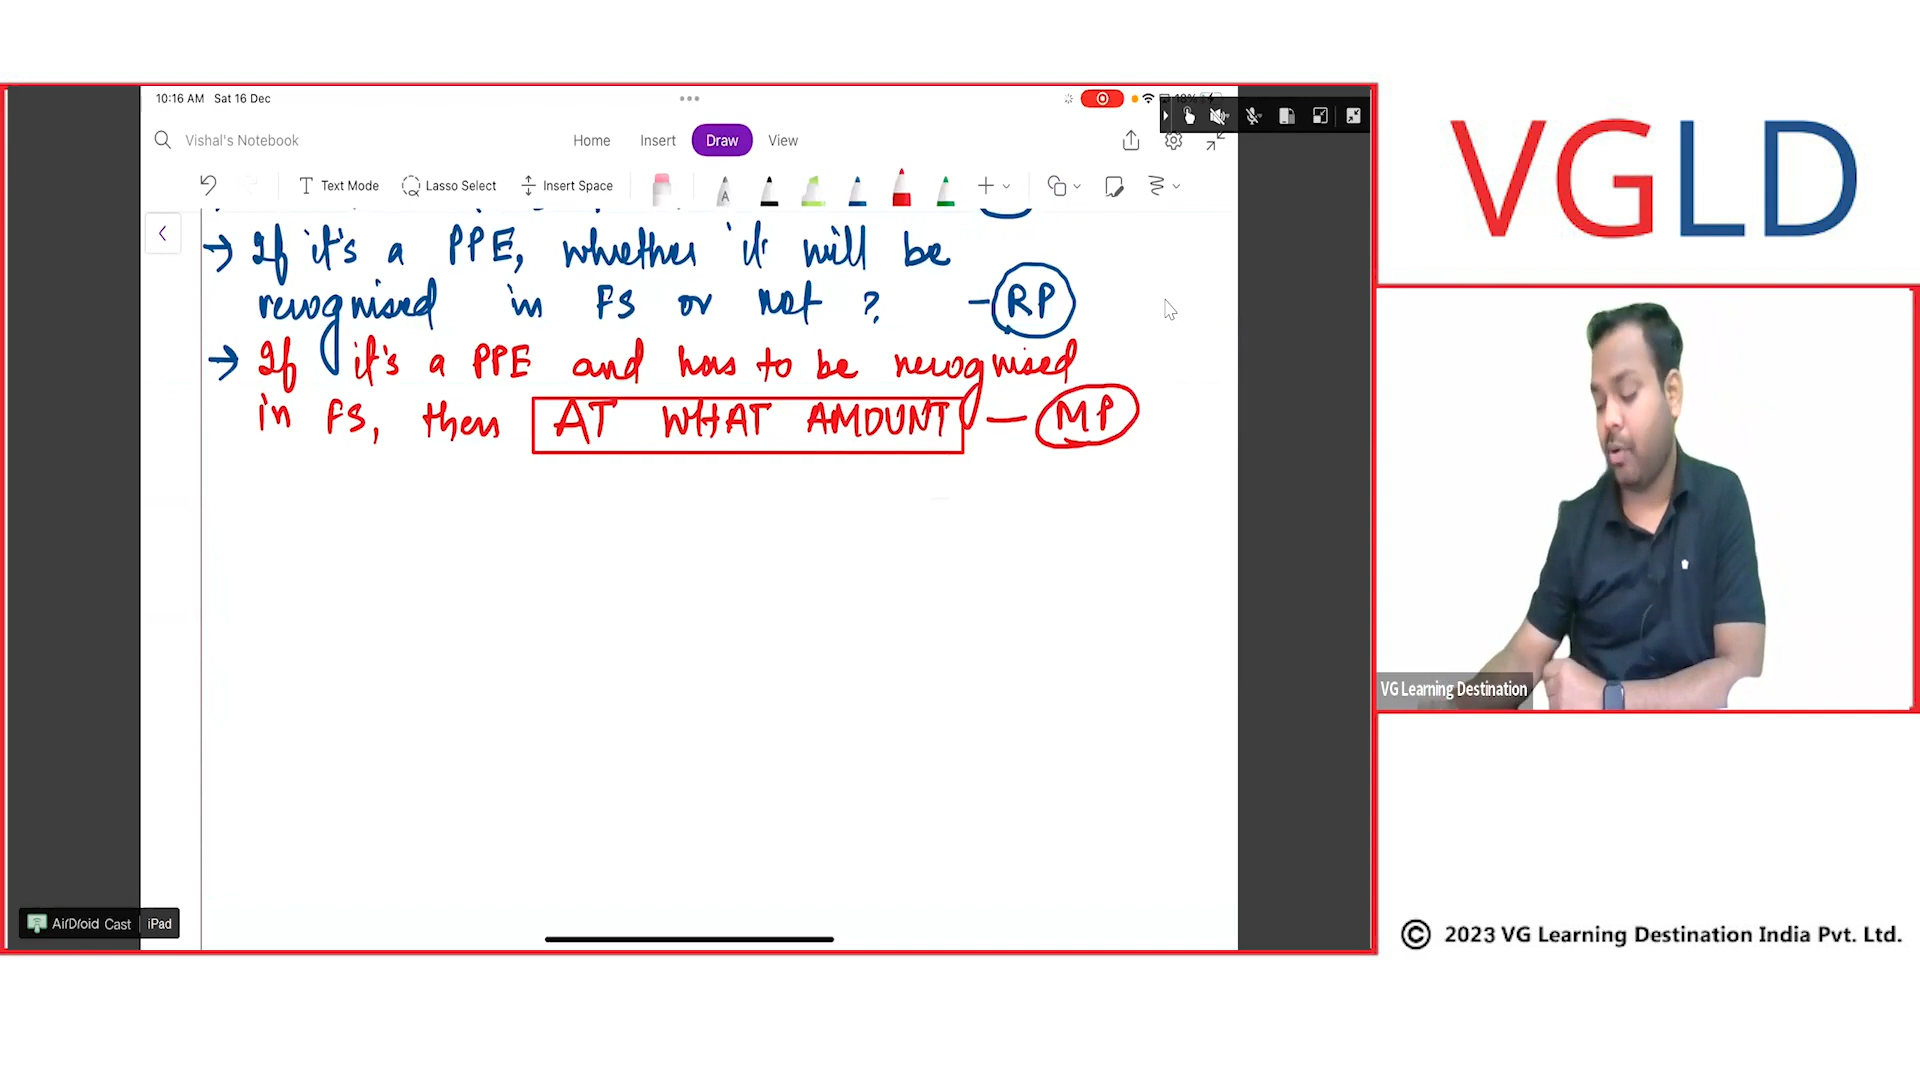 10:16 AM Sat 16 Dec
18%
Vishal's Notebook
Home Insert Draw View
Text Mode Lasso Select Insert Space
A
→ If it's a PPE, whether it will be
recognised in FS or not ? - RP
→ If it's a PPE and has to be recognised
in FS, then AT WHAT AMOUNT — MP
AirDroid Cast iPad
VGLD
VG Learning Destination
© 2023 VG Learning Destination India Pvt. Ltd.